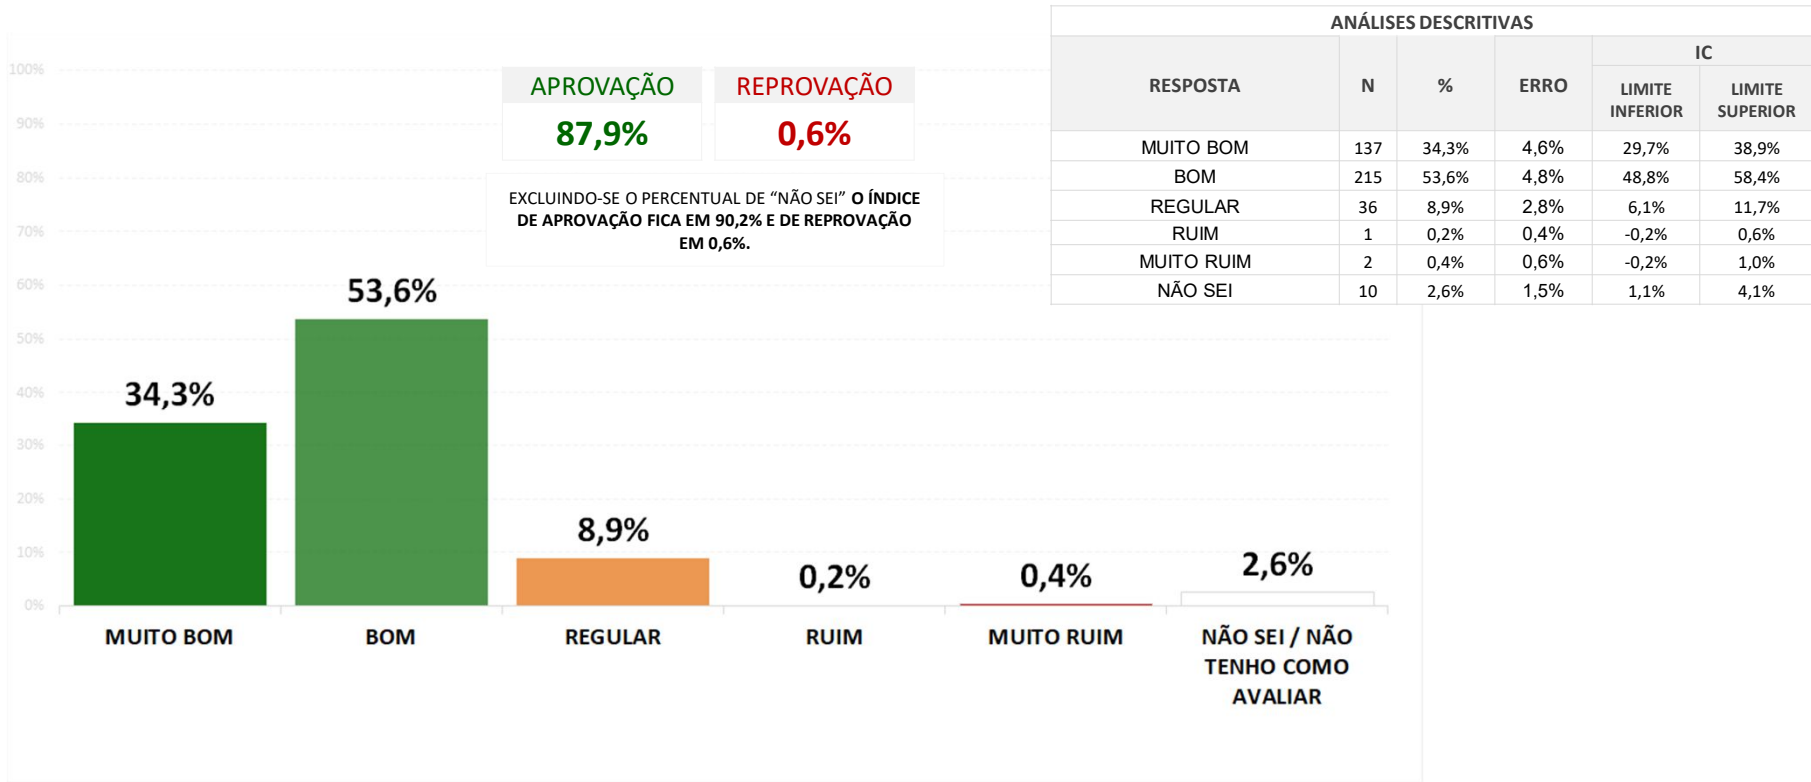 ANÁLISES DESCRITIVAS
RESPOSTA N % ERRO IC
LIMITE INFERIOR LIMITE SUPERIOR
MUITO BOM 137 34,3% 4,6% 29,7% 38,9%
BOM 215 53,6% 4,8% 48,8% 58,4%
REGULAR 36 8,9% 2,8% 6,1% 11,7%
RUIM 1 0,2% 0,4% -0,2% 0,6%
MUITO RUIM 2 0,4% 0,6% -0,2% 1,0%
NÃO SEI 10 2,6% 1,5% 1,1% 4,1%
APROVAÇÃO REPROVAÇÃO
87,9% 0,6%
EXCLUINDO-SE O PERCENTUAL DE “NÃO SEI” O ÍNDICE
DE APROVAÇÃO FICA EM 90,2% E DE REPROVAÇÃO
EM 0,6%.
100%
90%
80%
70%
60%
50%
40%
30%
20%
10%
0%
34,3%
53,6%
8,9%
0,2%
0,4%
2,6%
MUITO BOM
BOM
REGULAR
RUIM
MUITO RUIM
NÃO SEI / NÃO
TENHO COMO
AVALIAR